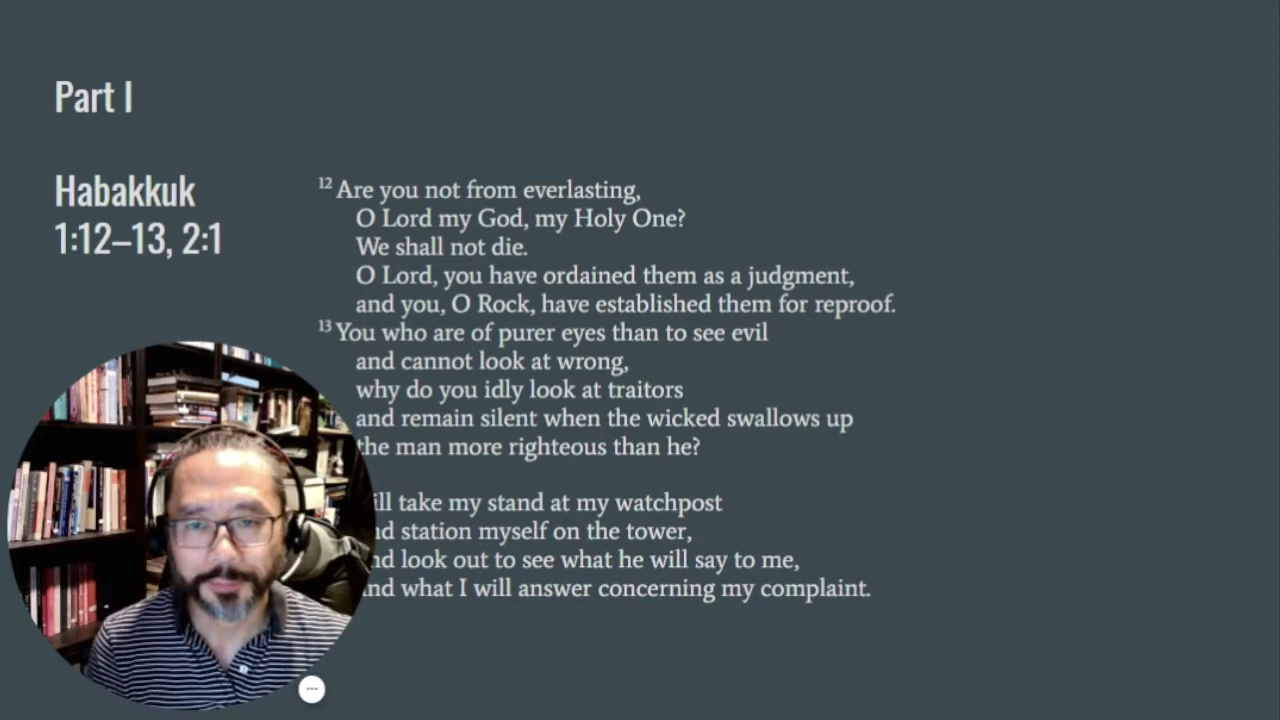 Part I
Habakkuk
1:12–13, 2:1
12 Are you not from everlasting,
O Lord my God, my Holy One?
We shall not die.
O Lord, you have ordained them as a judgment,
and you, O Rock, have established them for reproof.
13 You who are of purer eyes than to see evil
and cannot look at wrong,
why do you idly look at traitors
and remain silent when the wicked swallows up
the man more righteous than he?
take my stand at my watchpost
station myself on the tower,
look out to see what he will say to me,
what I will answer concerning my complaint.